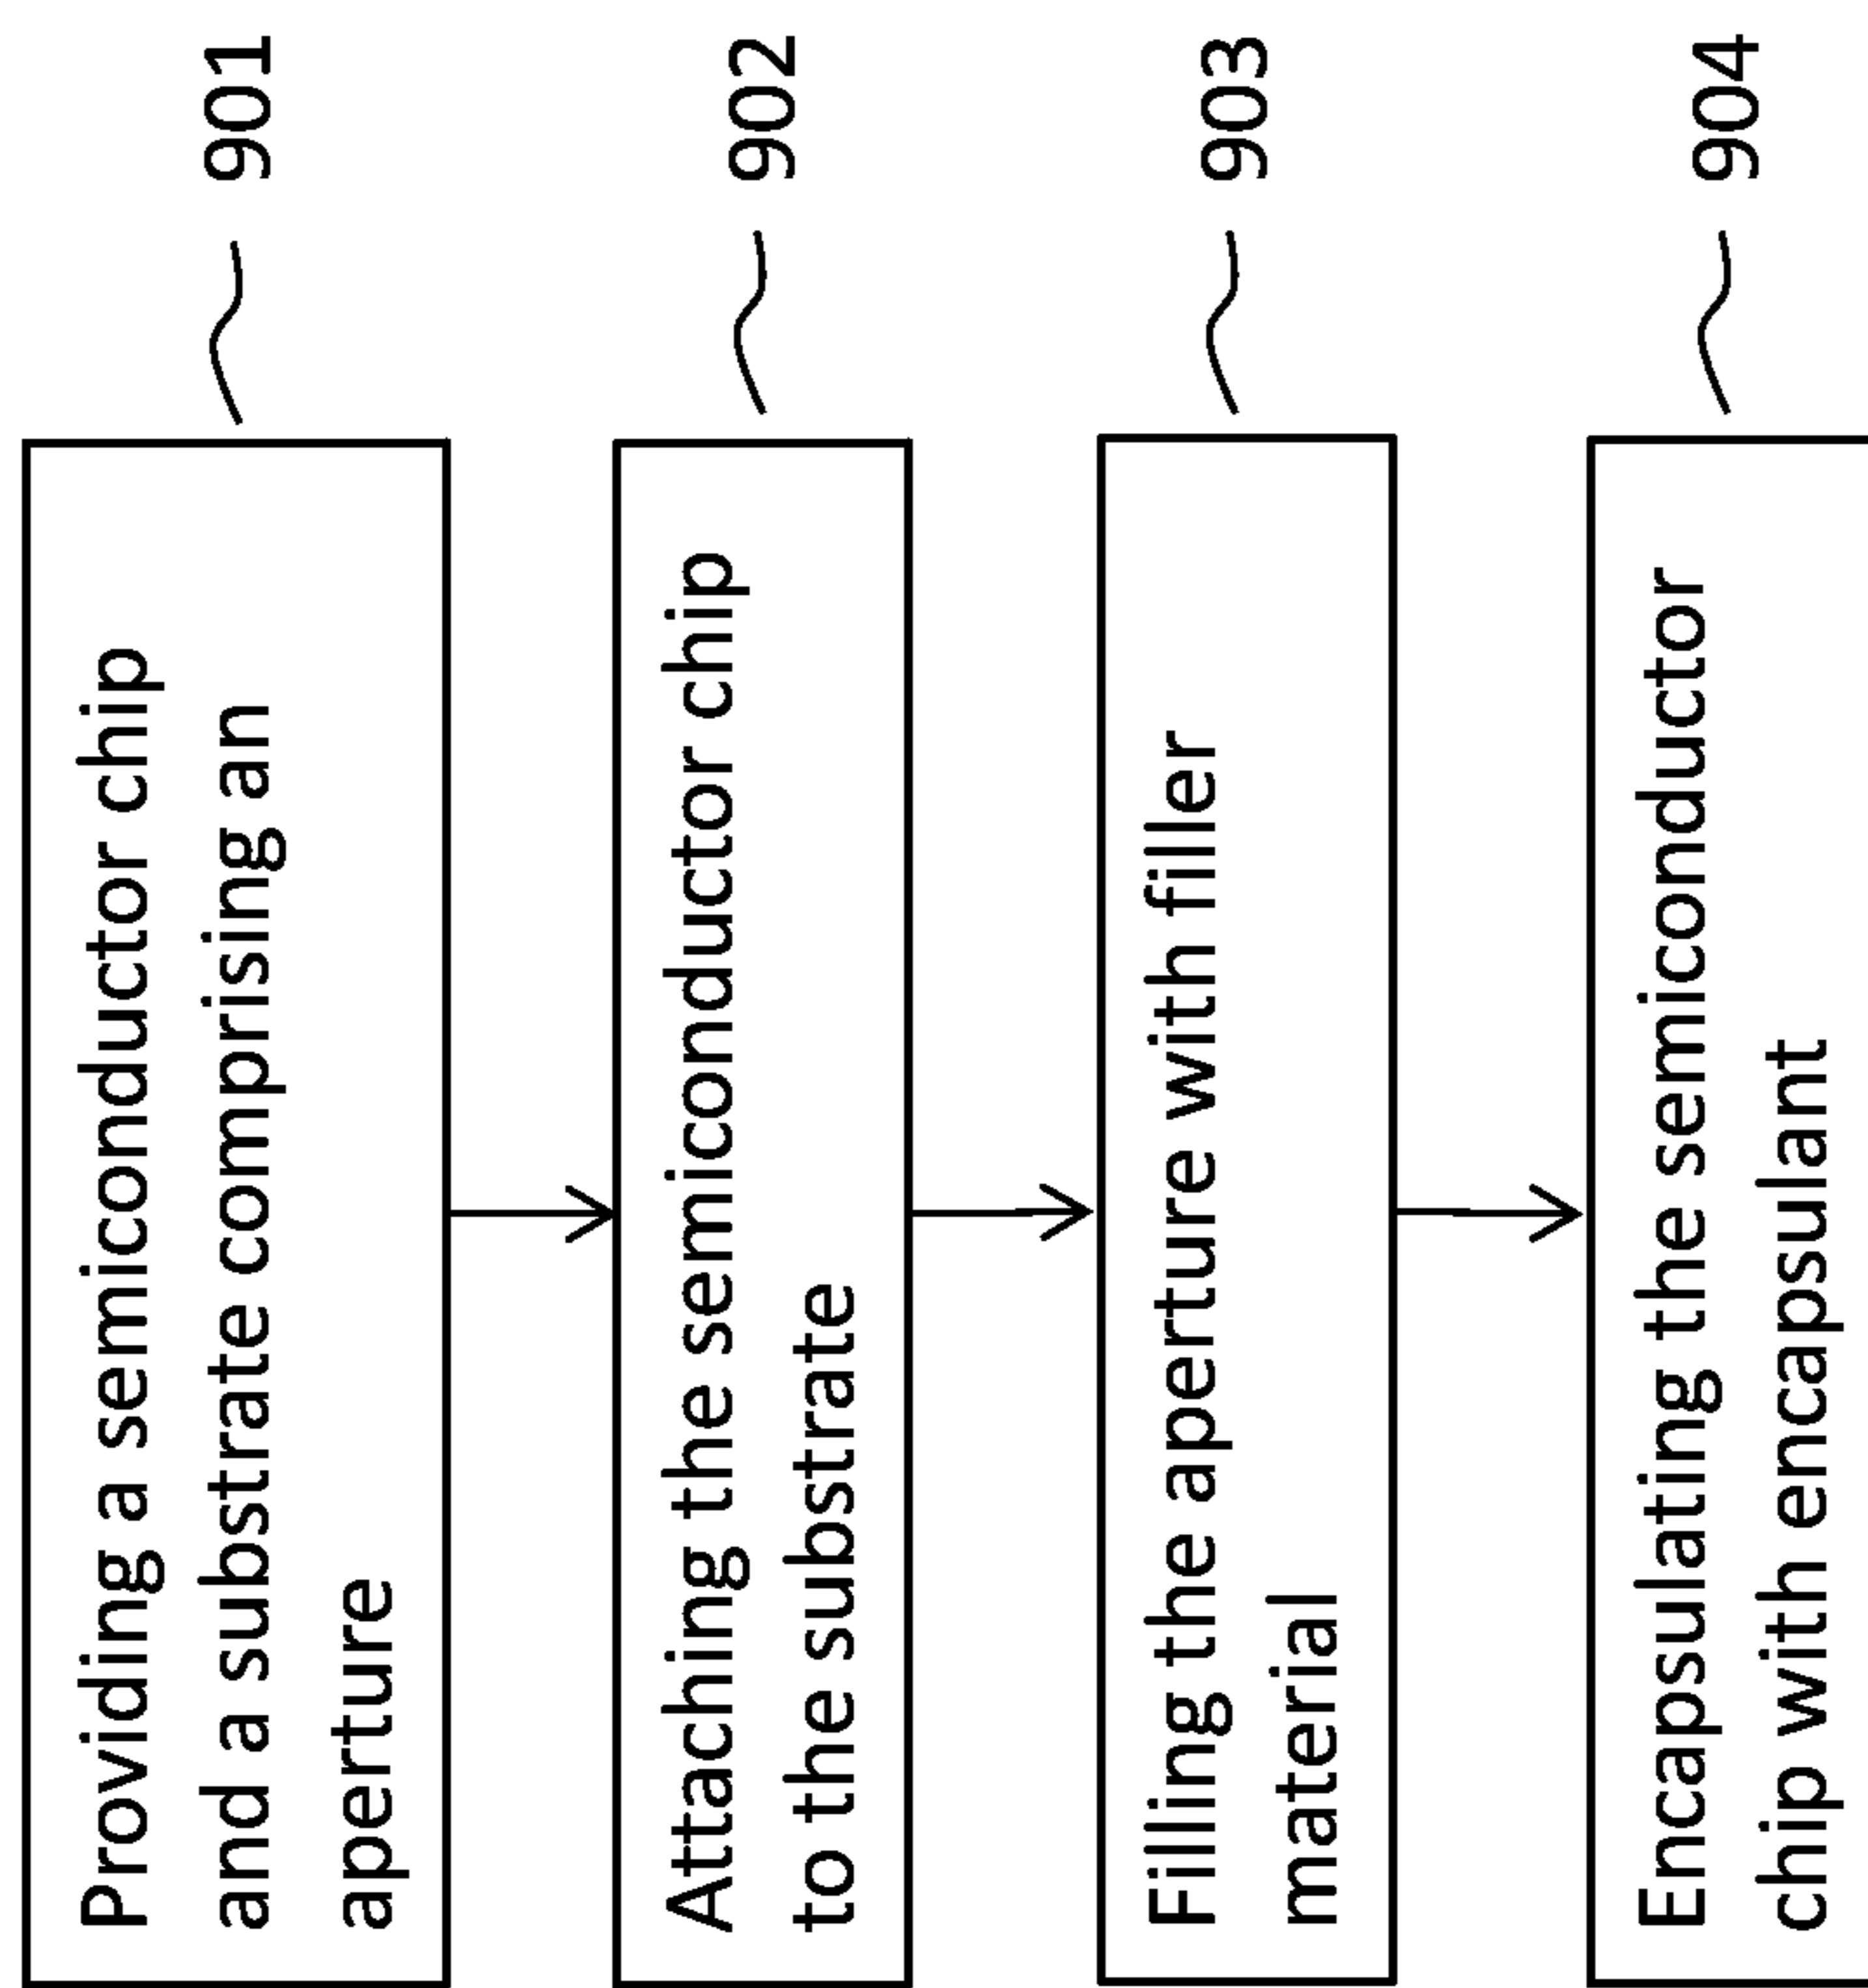 Providing a semiconductor chip
and a substrate comprising an
aperture
901
Attaching the semiconductor chip
to the substrate
902
Filling the aperture with filler
material
903
Encapsulating the semiconductor
chip with encapsulant
904